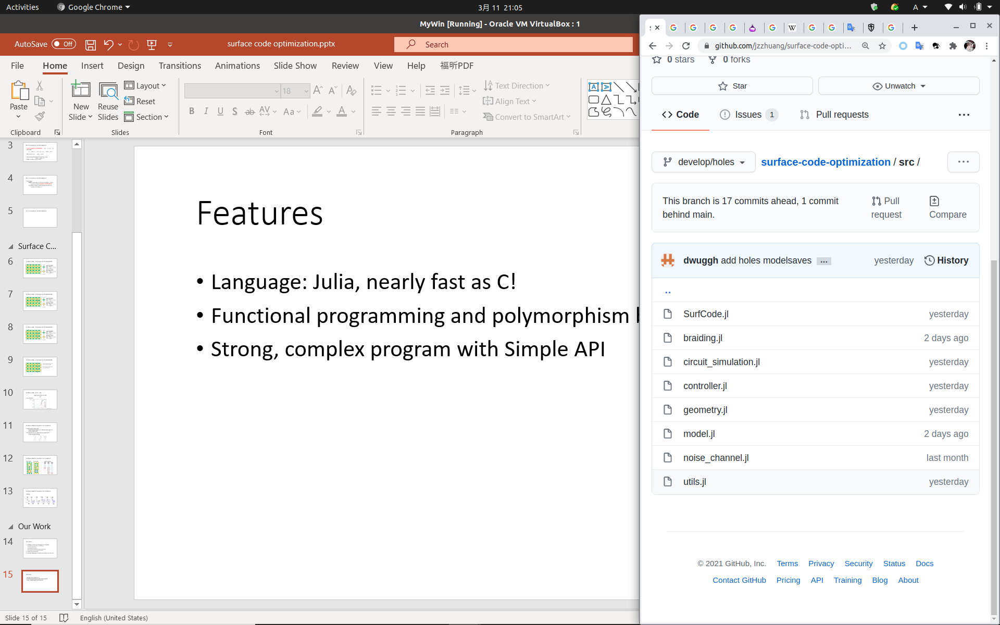 Activities
Google Chrome
3月 11 21:05
A
MyWin [Running] - Oracle VM VirtualBox : 1
AutoSave
Off
surface code optimization.pptx
Search
File
Home
Insert
Design
Transitions
Animations
Slide Show
Review
View
Help
福昕PDF
Paste
Clipboard
New Slide
Reuse Slides
Layout
Reset
Section
Slides
18
Font
Text Direction
Align Text
Convert to SmartArt
Paragraph
3
4
5
Surface C...
6
7
8
9
10
11
12
13
Our Work
14
15
Features
• Language: Julia, nearly fast as C!
• Functional programming and polymorphism
• Strong, complex program with Simple API
Slide 15 of 15
English (United States)
github.com/jzzhuang/surface-code-opti...
0 stars
0 forks
Star
Unwatch
Code
Issues 1
Pull requests
develop/holes
surface-code-optimization / src /
This branch is 17 commits ahead, 1 commit
behind main.
Pull request
Compare
dwuggh add holes modelsaves ...
yesterday
History
..
SurfCode.jl yesterday
braiding.jl 2 days ago
circuit_simulation.jl yesterday
controller.jl yesterday
geometry.jl yesterday
model.jl 2 days ago
noise_channel.jl last month
utils.jl yesterday
© 2021 GitHub, Inc. Terms Privacy Security Status Docs
Contact GitHub Pricing API Training Blog About